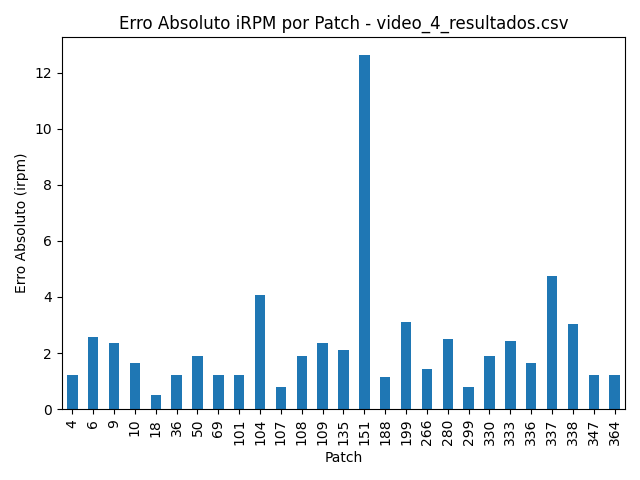 Erro Absoluto iRPM por Patch - video_4_resultados.csv
Erro Absoluto (irpm)
12
10
8
6
4
2
0
4 6 9 10 18 36 50 69 101 104 107 108 109 135 151 188 199 266 280 299 330 333 336 337 338 347 364
Patch